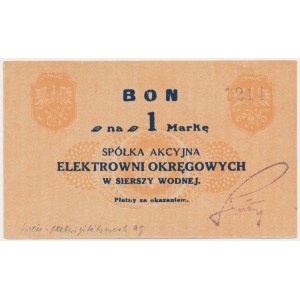 BON
na 1 Markę
SPÓŁKA AKCYJNA
ELEKTROWNI OKRĘGOWYCH
W SIERSZY WODNEJ.
Płatny za okazaniem.